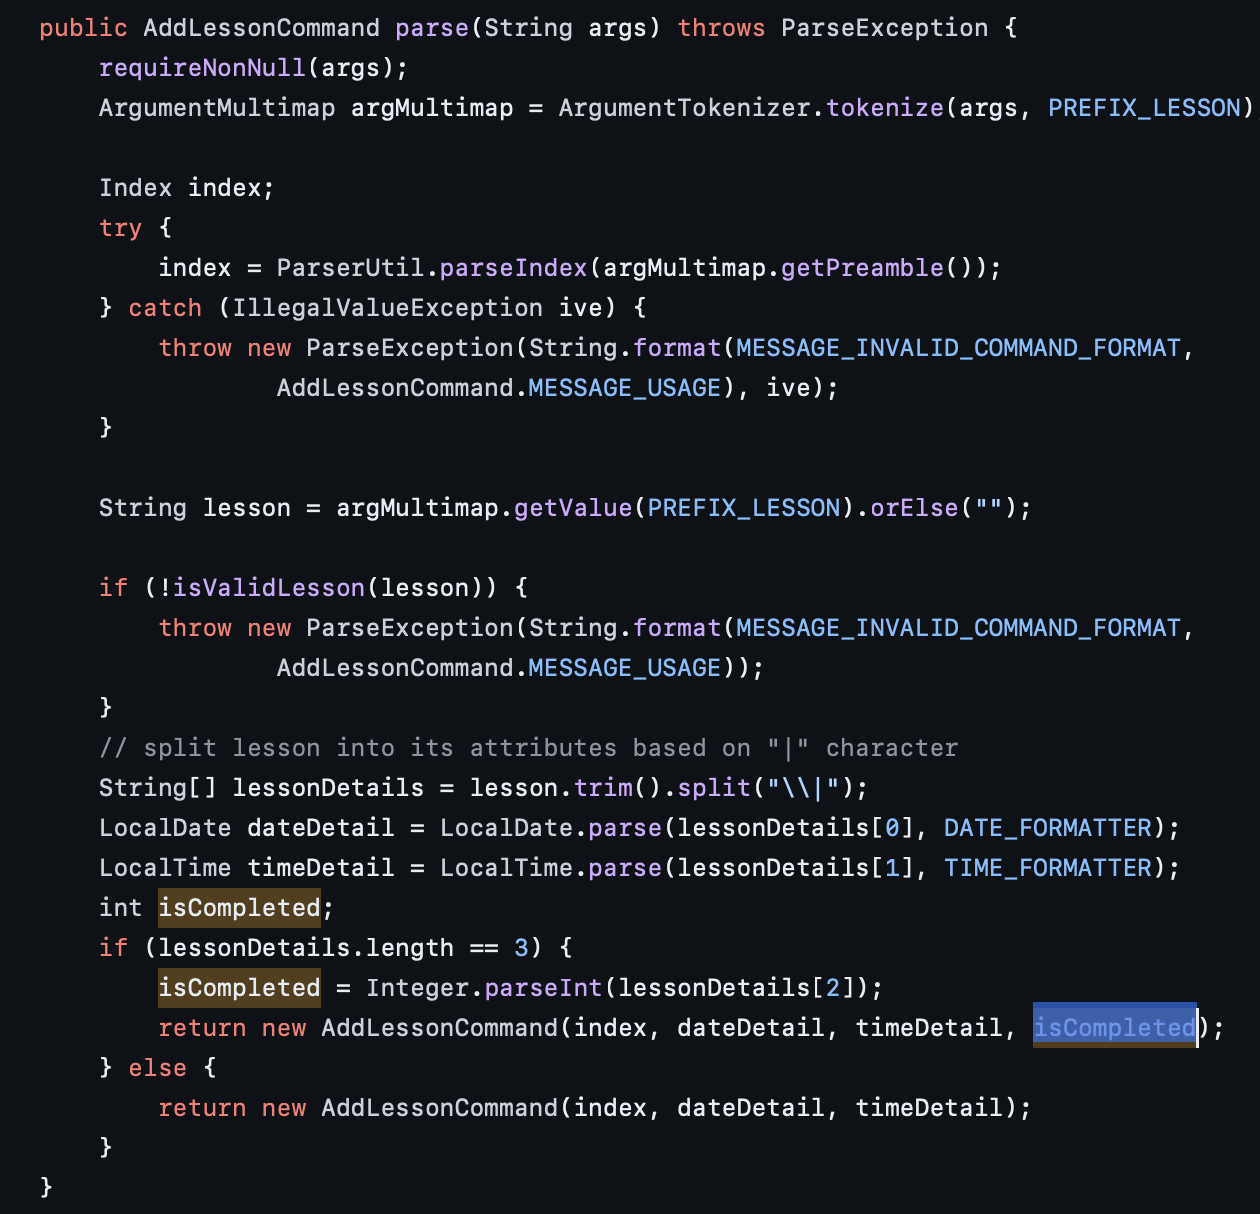 public AddLessonCommand parse(String args) throws ParseException {
    requireNonNull(args);
    ArgumentMultimap argMultimap = ArgumentTokenizer.tokenize(args, PREFIX_LESSON)
    Index index;
    try {
        index = ParserUtil.parseIndex(argMultimap.getPreamble());
    } catch (IllegalValueException ive) {
        throw new ParseException(String.format(MESSAGE_INVALID_COMMAND_FORMAT,
                AddLessonCommand.MESSAGE_USAGE), ive);
    }
    String lesson = argMultimap.getValue(PREFIX_LESSON).orElse("");
    if (!isValidLesson(lesson)) {
        throw new ParseException(String.format(MESSAGE_INVALID_COMMAND_FORMAT,
                AddLessonCommand.MESSAGE_USAGE));
    }
    // split lesson into its attributes based on "|" character
    String[] lessonDetails = lesson.trim().split("\\|");
    LocalDate dateDetail = LocalDate.parse(lessonDetails[0], DATE_FORMATTER);
    LocalTime timeDetail = LocalTime.parse(lessonDetails[1], TIME_FORMATTER);
    int isCompleted;
    if (lessonDetails.length == 3) {
        isCompleted = Integer.parseInt(lessonDetails[2]);
        return new AddLessonCommand(index, dateDetail, timeDetail, isCompleted);
    } else {
        return new AddLessonCommand(index, dateDetail, timeDetail);
    }
}